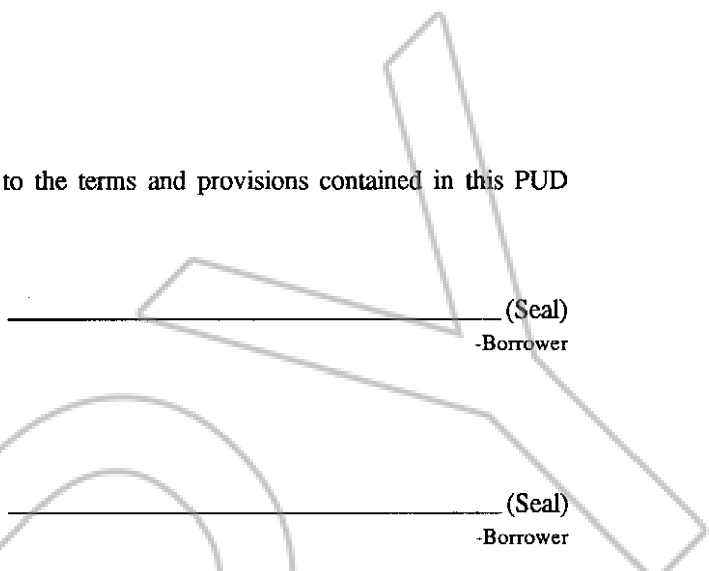 to the terms and provisions contained in this PUD
(Seal)
-Borrower
(Seal)
-Borrower